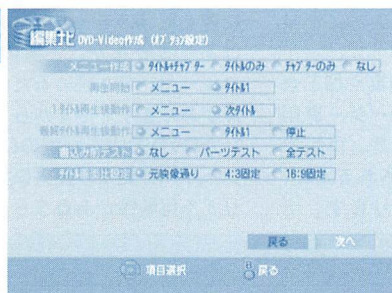 編集ナビ DVD-Video作成 (オプション設定)
メニュー作成 タイトル+チャプター タイトルのみ チャプターのみ なし
再生開始 メニュー タイトル1
1タイトル再生後動作 メニュー 次タイトル
最終タイトル再生後動作 メニュー タイトル1 停止
書込み前テスト なし パーツテスト 全テスト
タイトル画面比設定 元映像通り 4:3固定 16:9固定
戻る 次へ
項目選択 B 戻る